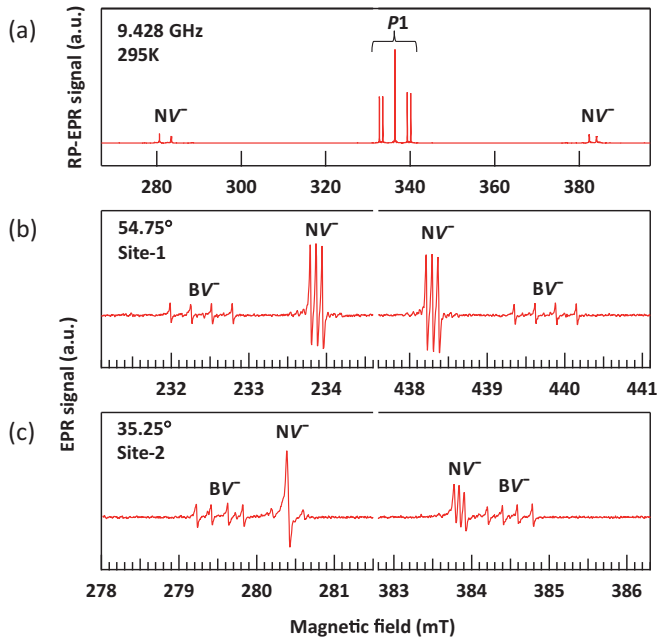 (a)
9.428 GHz
295K
P1
NV⁻
NV⁻
RP-EPR signal (a.u.)
280 300 320 340 360 380
(b)
54.75°
Site-1
BV⁻
NV⁻
NV⁻
BV⁻
232 233 234 438 439 440 441
EPR signal (a.u.)
(c)
35.25°
Site-2
BV⁻
NV⁻
NV⁻
BV⁻
278 279 280 281 383 384 385 386
Magnetic field (mT)